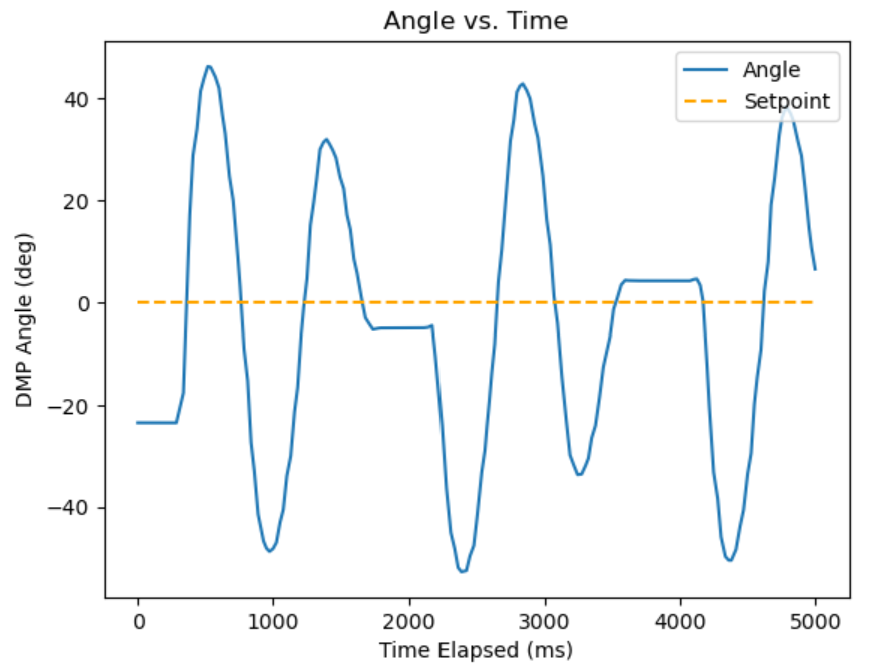 Angle vs. Time
Angle
Setpoint
DMP Angle (deg)
40
20
0
−20
−40
0
1000
2000
3000
4000
5000
Time Elapsed (ms)